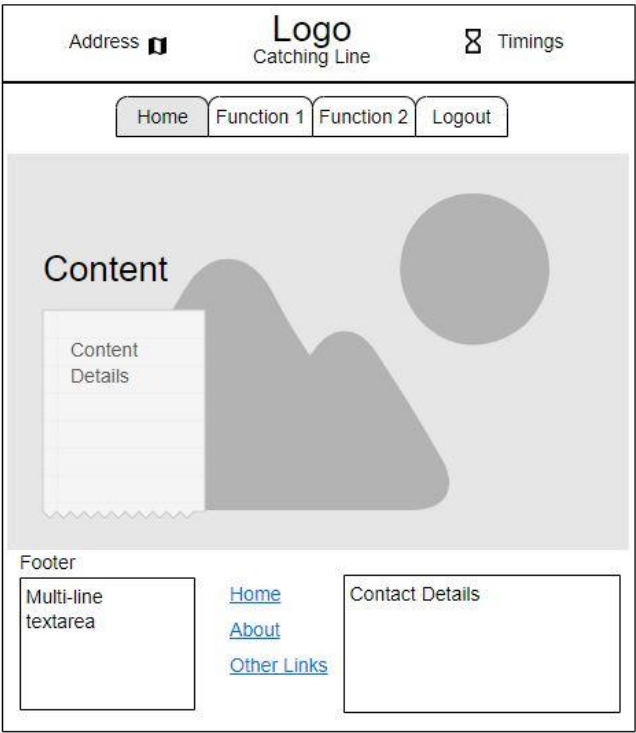 Address
Logo
Catching Line
Timings
Home
Function 1
Function 2
Logout
Content
Content
Details
Footer
Multi-line
textarea
Home
About
Other Links
Contact Details